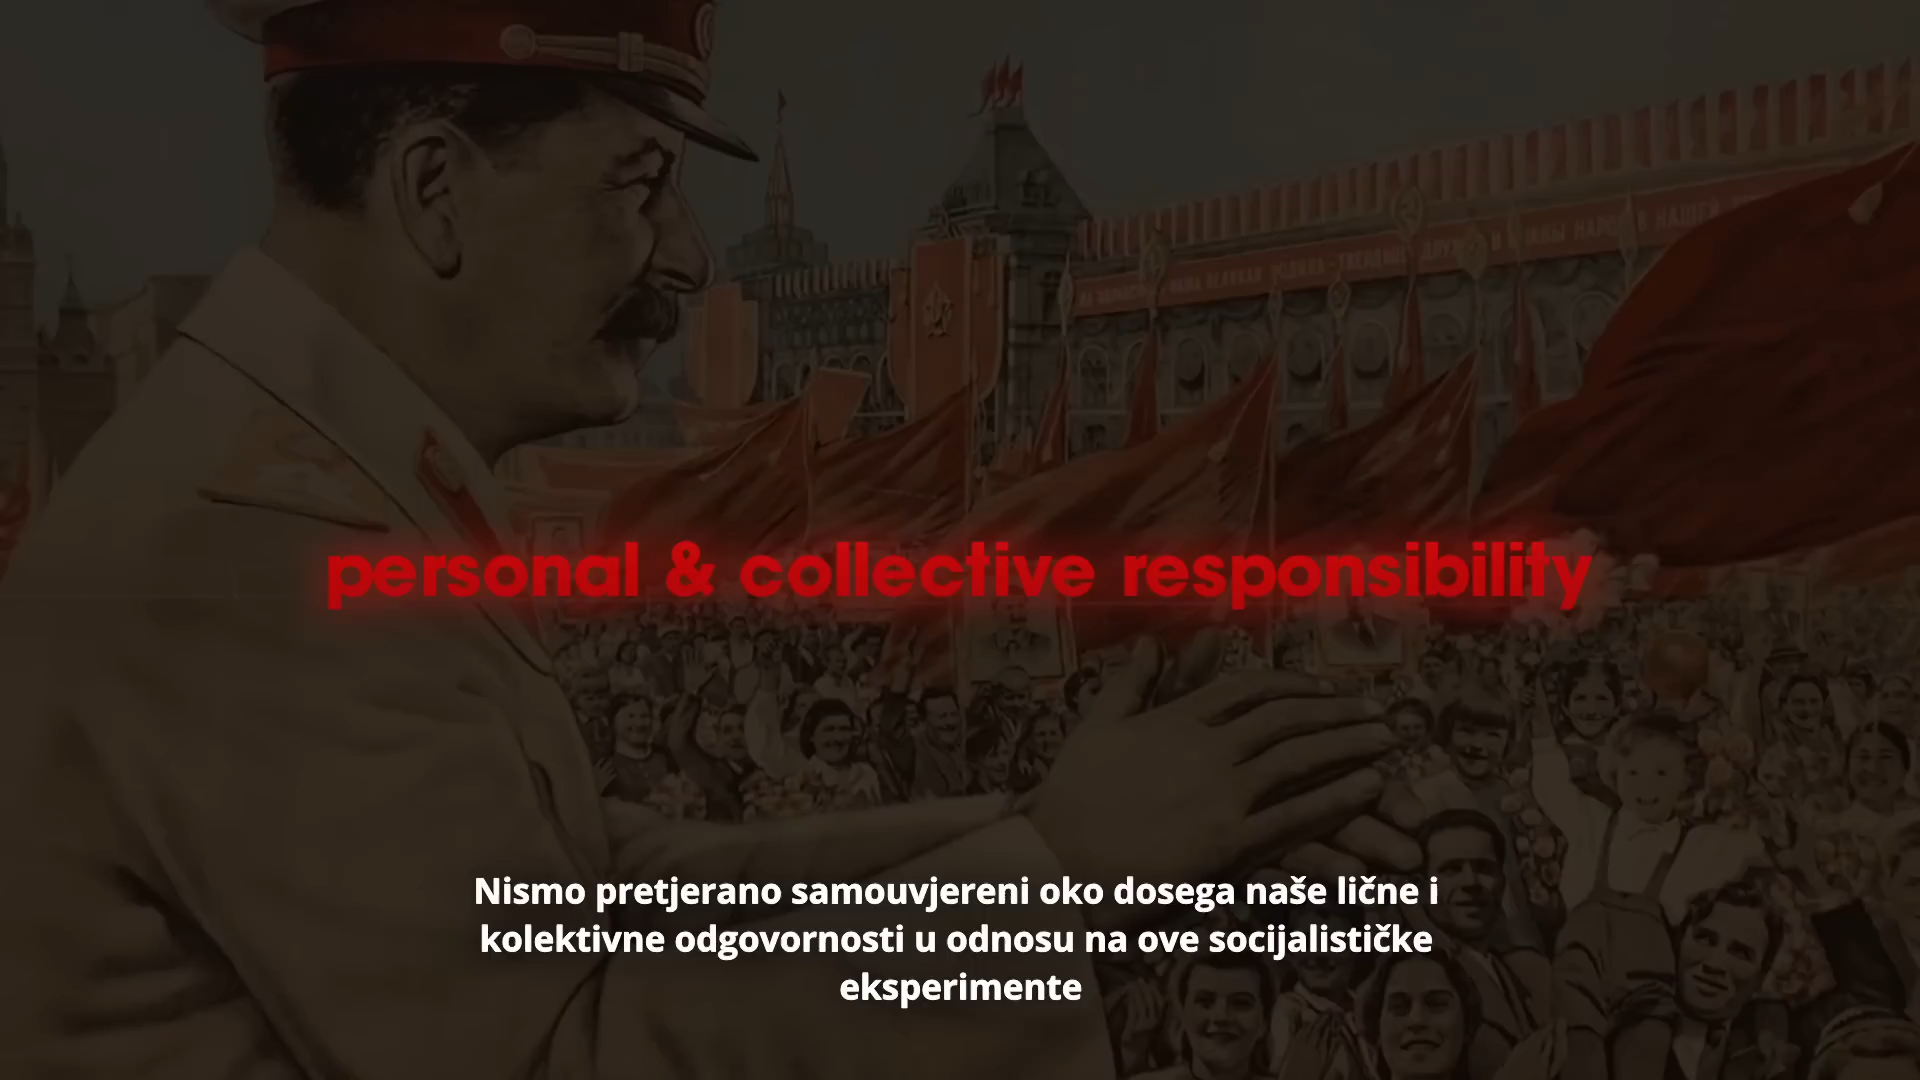 personal & collective responsibility
Nismo pretjerano samouvjereni oko dosega naše lične i
kolektivne odgovornosti u odnosu na ove socijalističke
eksperimente